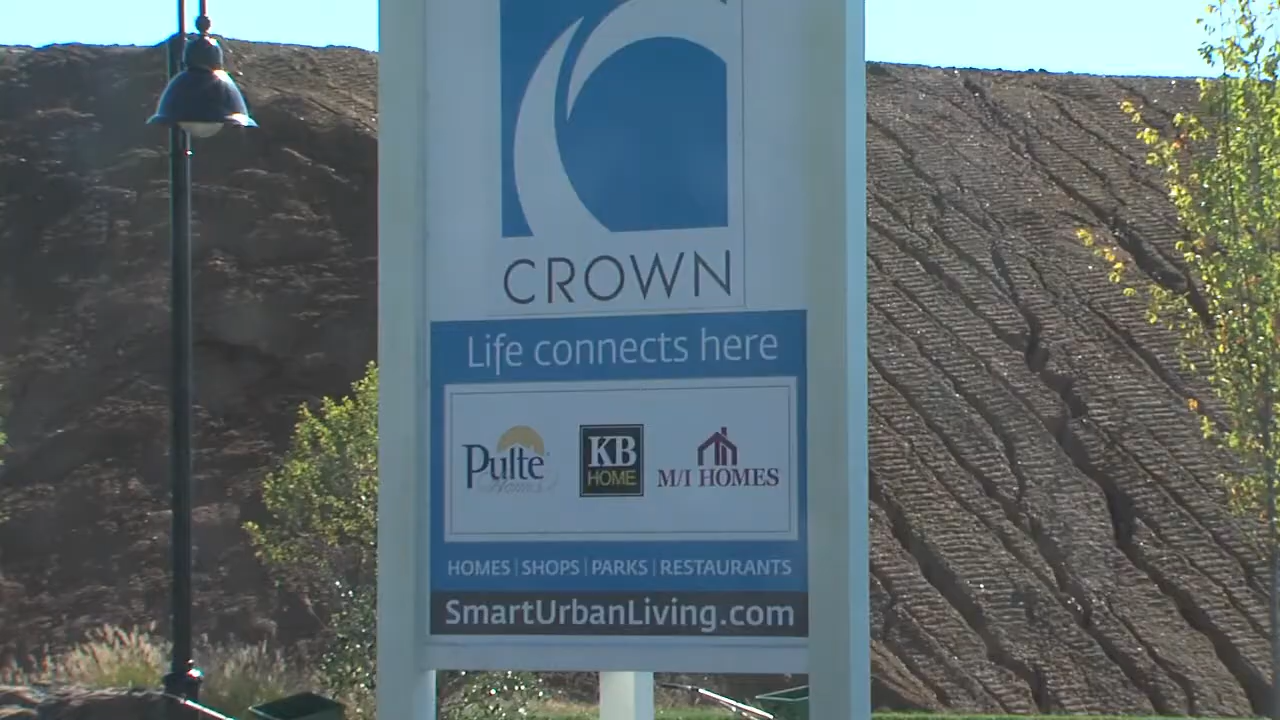 CROWN
Life connects here
Pulte Homes
KB HOME
M/I HOMES
HOMES | SHOPS | PARKS | RESTAURANTS
SmartUrbanLiving.com